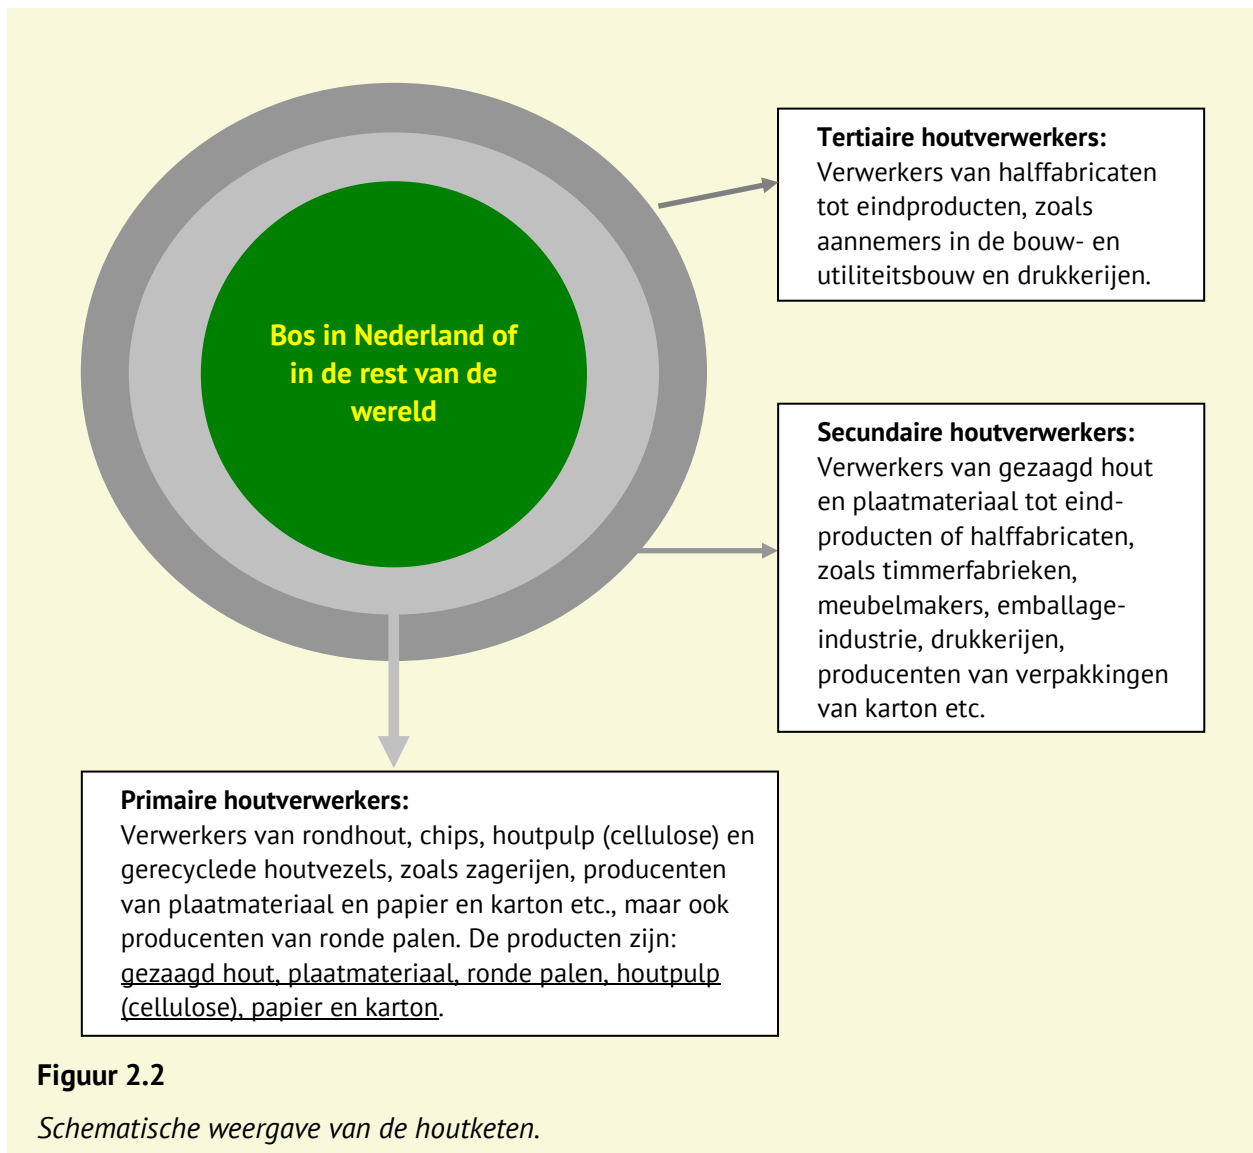 Bos in Nederland of
in de rest van de
wereld
Tertiaire houtverwerkers:
Verwerkers van halffabricaten
tot eindproducten, zoals
aannemers in de bouw- en
utiliteitsbouw en drukkerijen.
Secundaire houtverwerkers:
Verwerkers van gezaagd hout
en plaatmateriaal tot eind-
producten of halffabricaten,
zoals timmerfabrieken,
meubelmakers, emballage-
industrie, drukkerijen,
producenten van verpakkingen
van karton etc.
Primaire houtverwerkers:
Verwerkers van rondhout, chips, houtpulp (cellulose) en
gerecyclede houtvezels, zoals zagerijen, producenten
van plaatmateriaal en papier en karton etc., maar ook
producenten van ronde palen. De producten zijn:
gezaagd hout, plaatmateriaal, ronde palen, houtpulp
(cellulose), papier en karton.
Figuur 2.2
Schematische weergave van de houtketen.